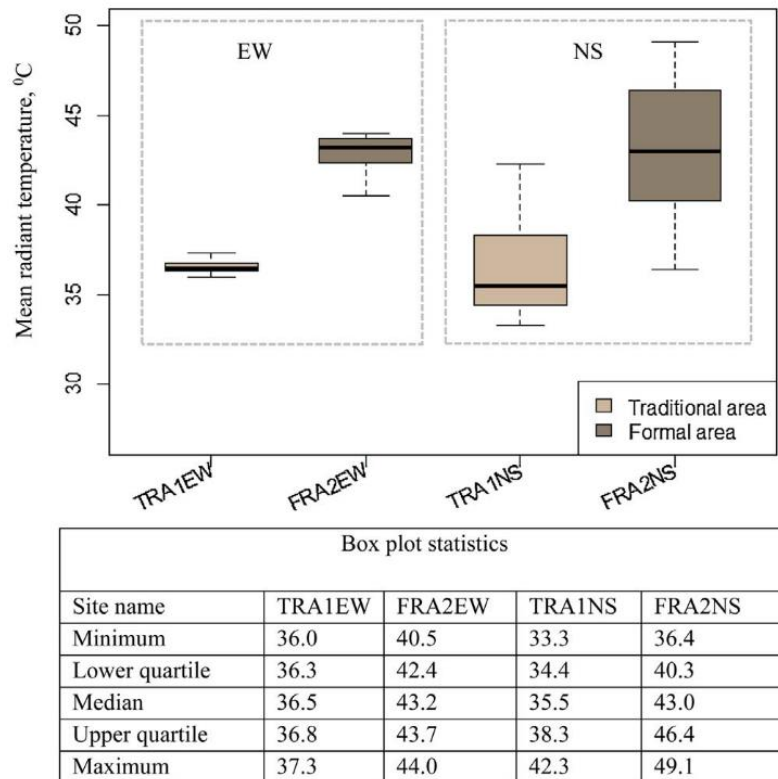 Mean radiant temperature, ⁰C
50
45
40
35
30
EW
NS
Traditional area
Formal area
TRA1EW
FRA2EW
TRA1NS
FRA2NS
Box plot statistics
Site name TRA1EW FRA2EW TRA1NS FRA2NS
Minimum 36.0 40.5 33.3 36.4
Lower quartile 36.3 42.4 34.4 40.3
Median 36.5 43.2 35.5 43.0
Upper quartile 36.8 43.7 38.3 46.4
Maximum 37.3 44.0 42.3 49.1